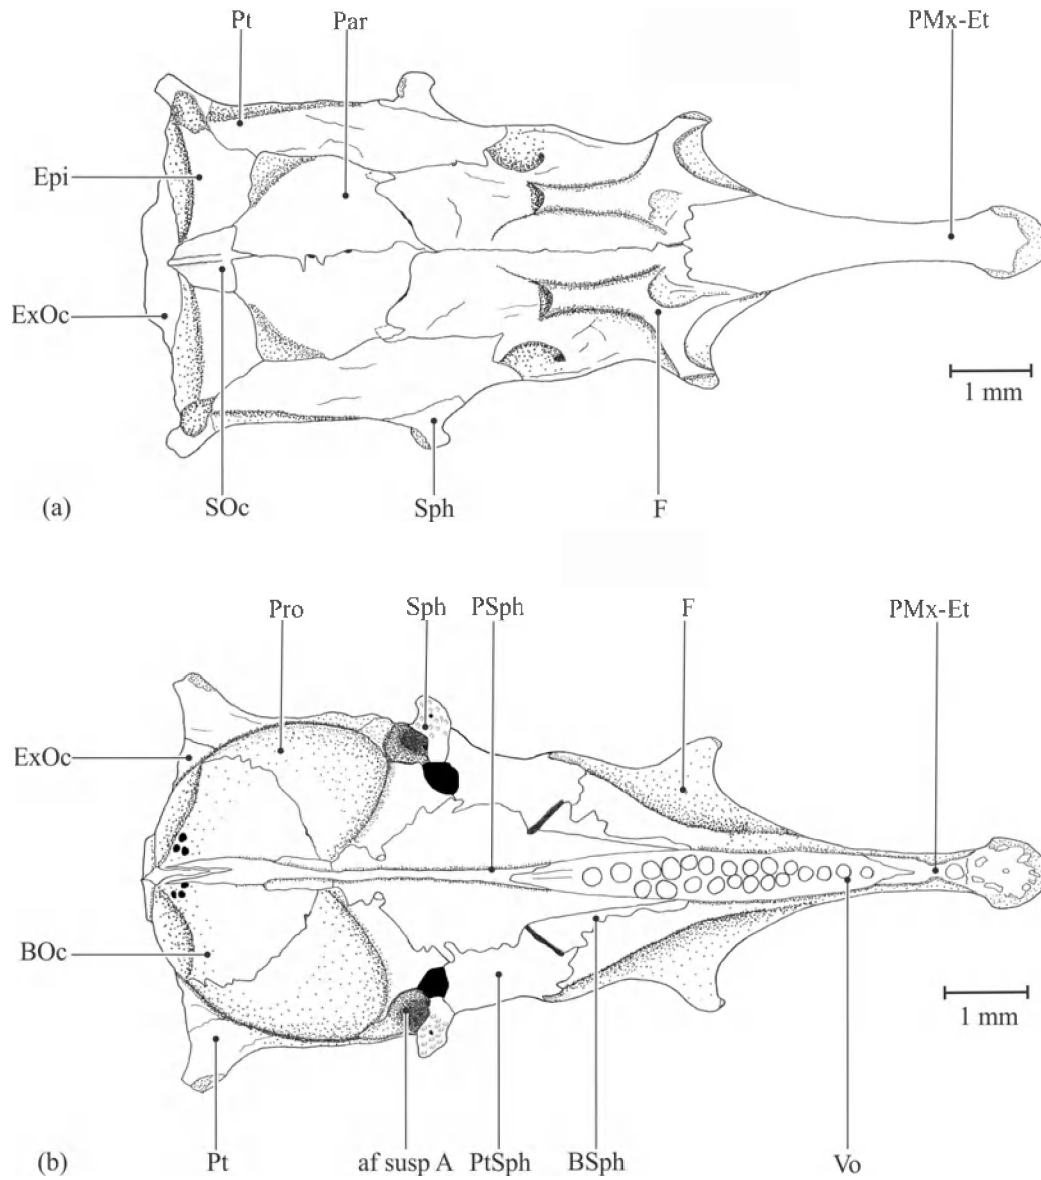 Pt Par PMx-Et
Epi
ExOc
1 mm
(a) SOc Sph F
Pro Sph PSph F PMx-Et
ExOc
BOc
1 mm
(b) Pt af susp A PtSph BSph Vo